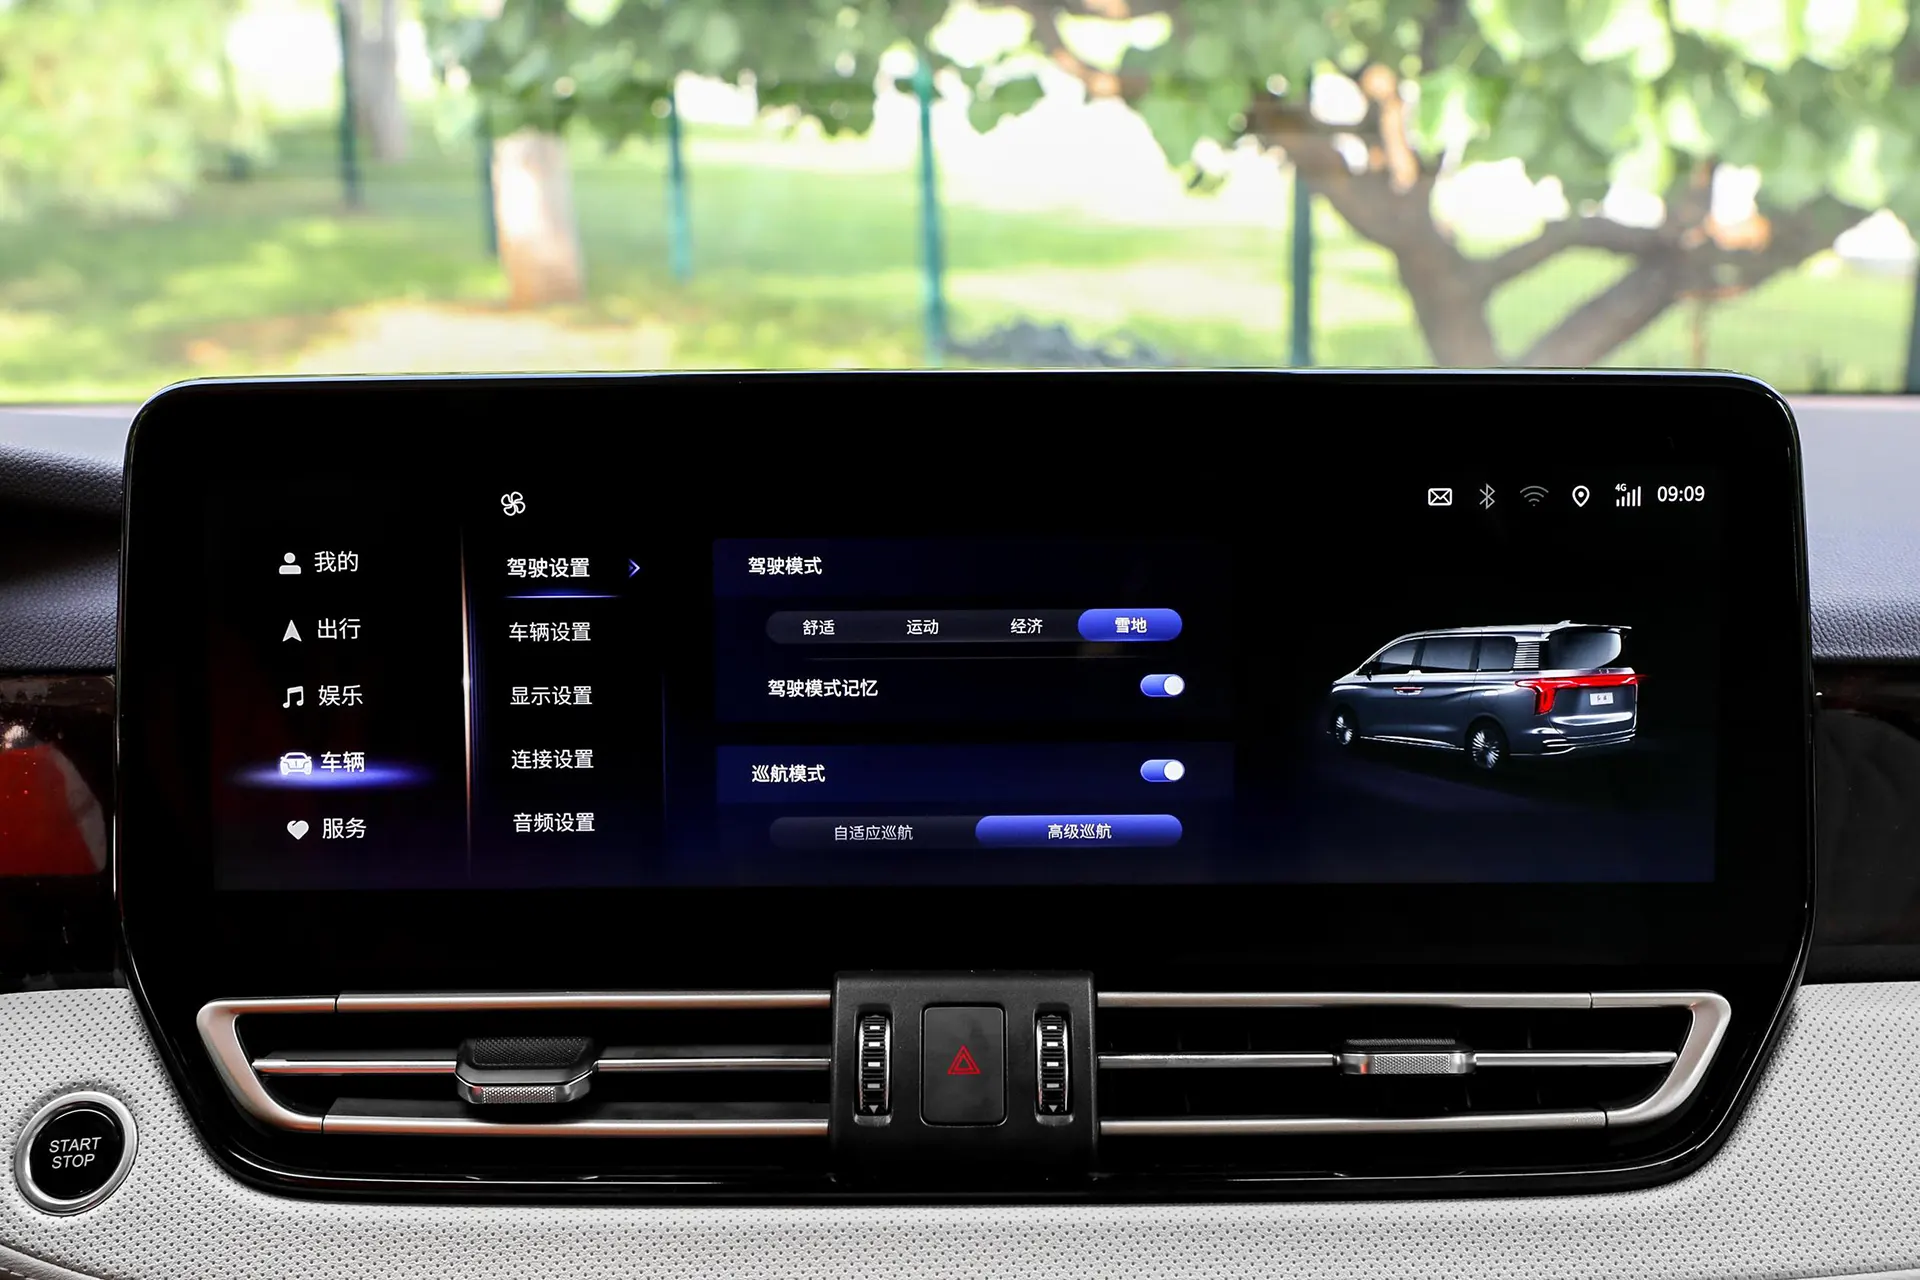 4G
09:09
我的
出行
娱乐
车辆
服务
驾驶设置
车辆设置
显示设置
连接设置
音频设置
驾驶模式
舒适 运动 经济 雪地
驾驶模式记忆
巡航模式
自适应巡航 高级巡航
START
STOP